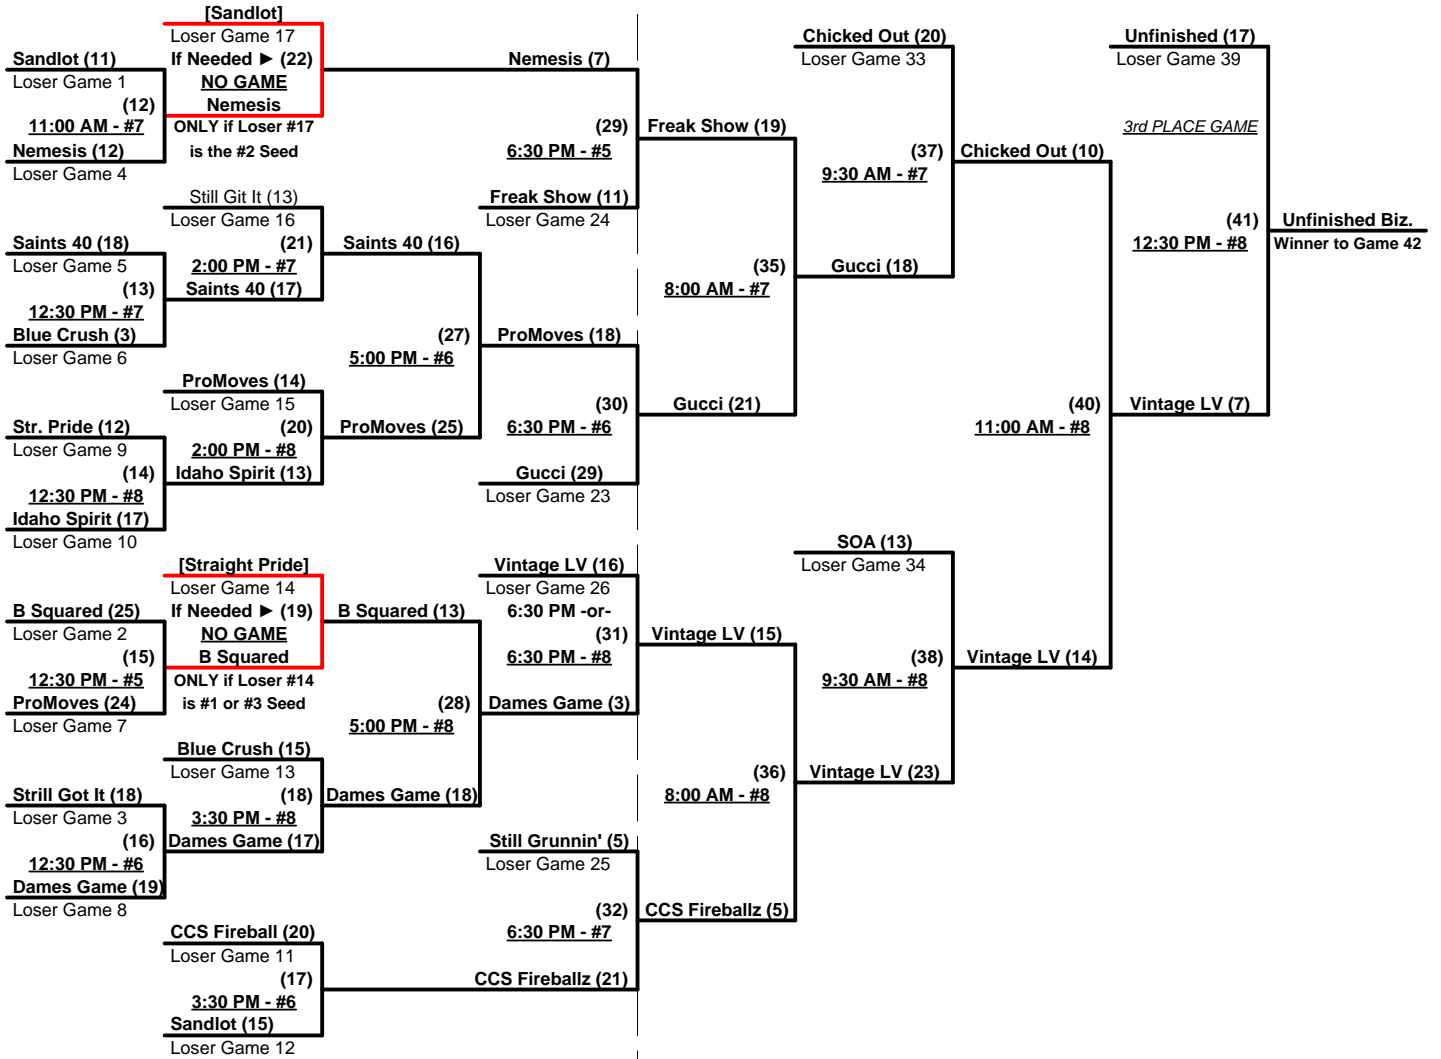 [Sandlot]
Loser Game 17
If Needed ► (22)
NO GAME
Nemesis
ONLY if Loser #17
is the #2 Seed
Sandlot (11)
Loser Game 1
(12)
11:00 AM - #7
Nemesis (12)
Loser Game 4
Still Git It (13)
Loser Game 16
(21)
2:00 PM - #7
Saints 40 (17)
Saints 40 (18)
Loser Game 5
(13)
12:30 PM - #7
Blue Crush (3)
Loser Game 6
ProMoves (14)
Loser Game 15
(20)
2:00 PM - #8
Idaho Spirit (13)
Str. Pride (12)
Loser Game 9
(14)
12:30 PM - #8
Idaho Spirit (17)
Loser Game 10
[Straight Pride]
Loser Game 14
If Needed ► (19)
NO GAME
B Squared
ONLY if Loser #14
is #1 or #3 Seed
B Squared (25)
Loser Game 2
(15)
12:30 PM - #5
ProMoves (24)
Loser Game 7
Blue Crush (15)
Loser Game 13
(18)
3:30 PM - #8
Dames Game (17)
Strill Got It (18)
Loser Game 3
(16)
12:30 PM - #6
Dames Game (19)
Loser Game 8
CCS Fireball (20)
Loser Game 11
(17)
3:30 PM - #6
Sandlot (15)
Loser Game 12
Saints 40 (16)
(27)
5:00 PM - #6
ProMoves (25)
B Squared (13)
(28)
5:00 PM - #8
Dames Game (18)
Nemesis (7)
(29)
6:30 PM - #5
Freak Show (11)
Loser Game 24
ProMoves (18)
(30)
6:30 PM - #6
Gucci (29)
Loser Game 23
Vintage LV (16)
Loser Game 26
6:30 PM -or-
(31)
6:30 PM - #8
Dames Game (3)
Still Grunnin' (5)
Loser Game 25
(32)
6:30 PM - #7
CCS Fireballz (21)
Freak Show (19)
(35)
8:00 AM - #7
Gucci (21)
Vintage LV (15)
(36)
8:00 AM - #8
CCS Fireballz (5)
Chicked Out (20)
Loser Game 33
(37)
9:30 AM - #7
Gucci (18)
SOA (13)
Loser Game 34
(38)
9:30 AM - #8
Vintage LV (23)
Chicked Out (10)
(40)
11:00 AM - #8
Vintage LV (14)
Unfinished (17)
Loser Game 39
3rd PLACE GAME
(41)
12:30 PM - #8
Vintage LV (7)
Unfinished Biz.
Winner to Game 42